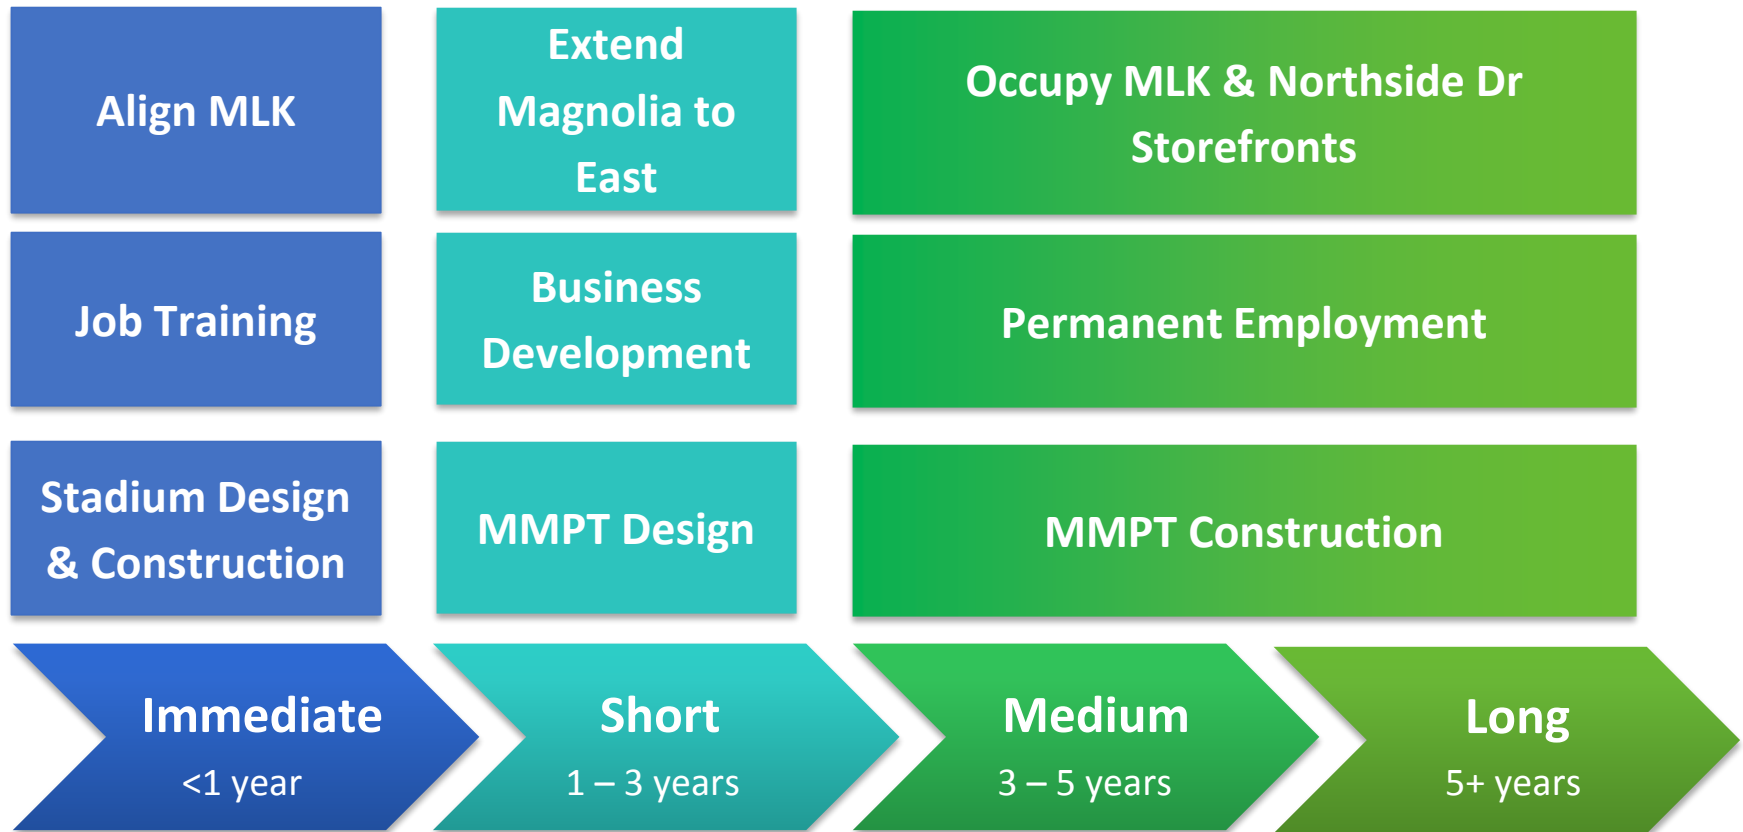 Align MLK
Extend
Magnolia to
East
Occupy MLK & Northside Dr
Storefronts
Job Training
Business
Development
Permanent Employment
Stadium Design
& Construction
MMPT Design
MMPT Construction
Immediate
<1 year
Short
1 – 3 years
Medium
3 – 5 years
Long
5+ years